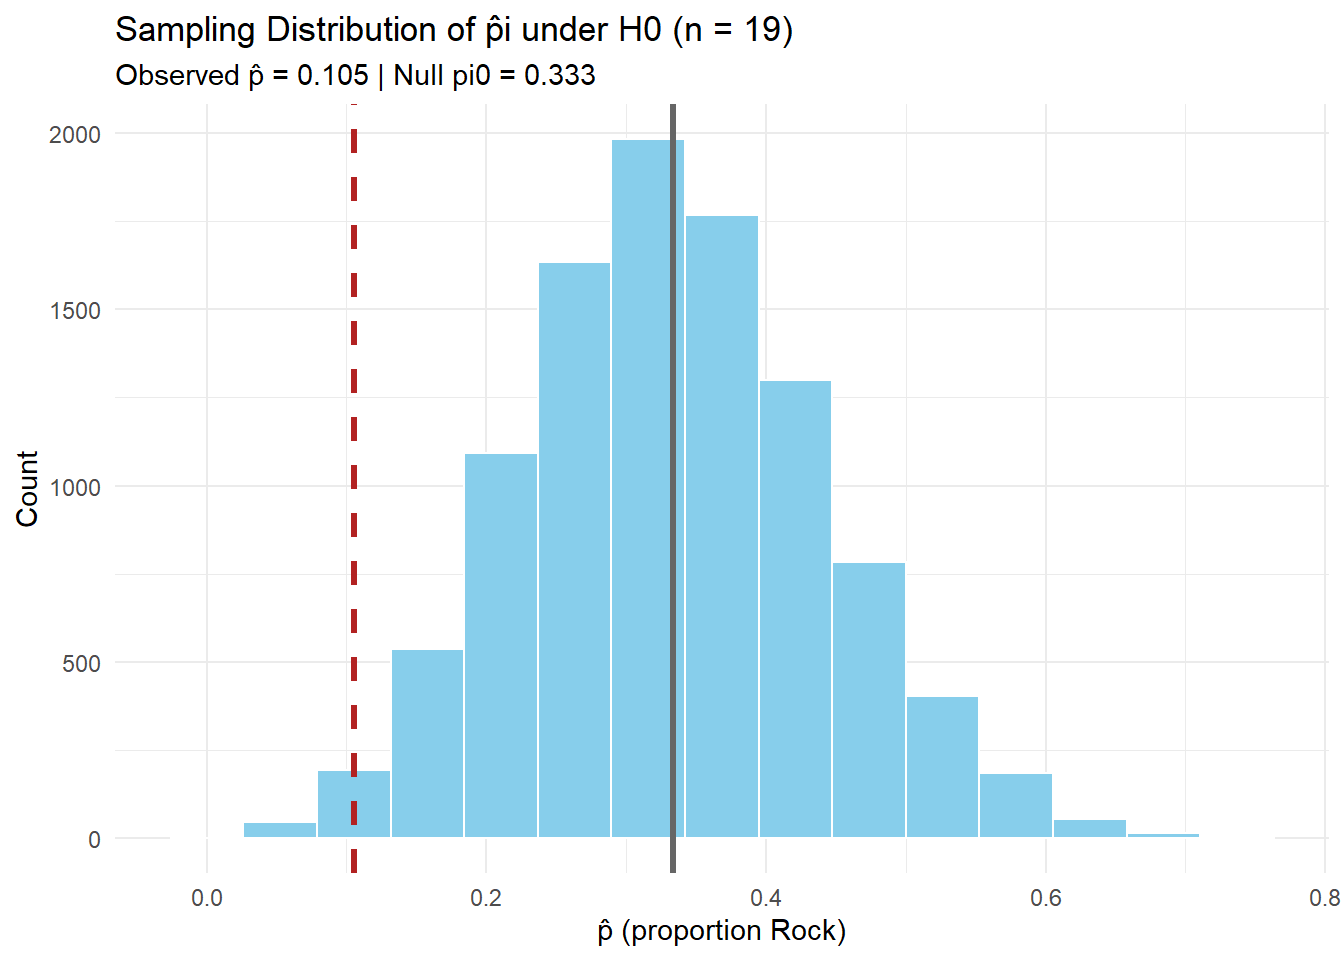 Sampling Distribution of p̂i under H0 (n = 19)
Observed p̂ = 0.105 | Null pi0 = 0.333
2000
1500
1000
500
0
Count
0.0 0.2 0.4 0.6 0.8
p̂ (proportion Rock)